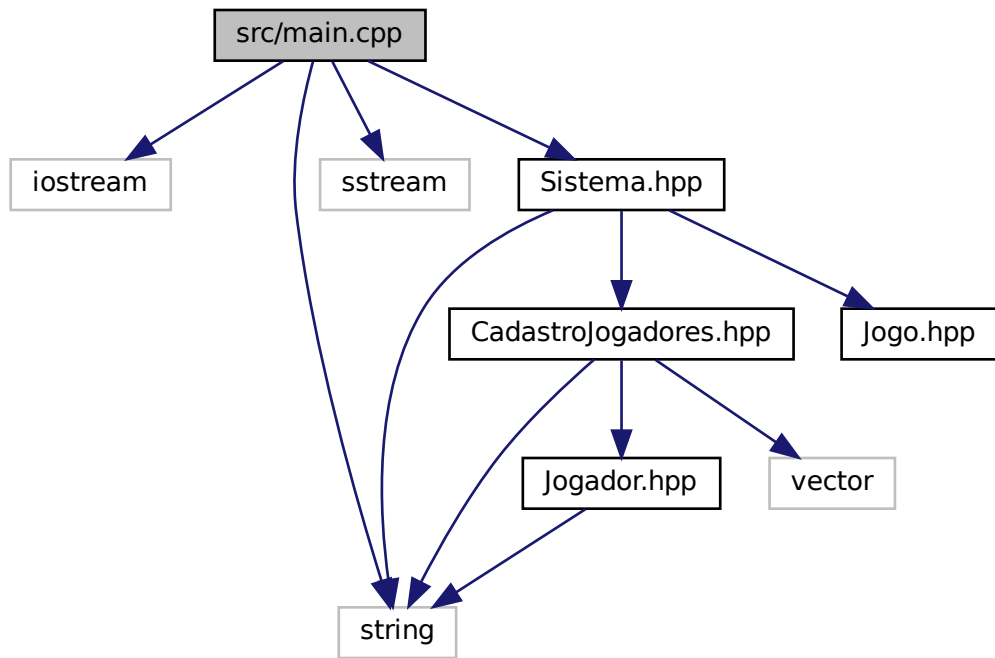 src/main.cpp
iostream
sstream
Sistema.hpp
CadastroJogadores.hpp
Jogo.hpp
Jogador.hpp
vector
string